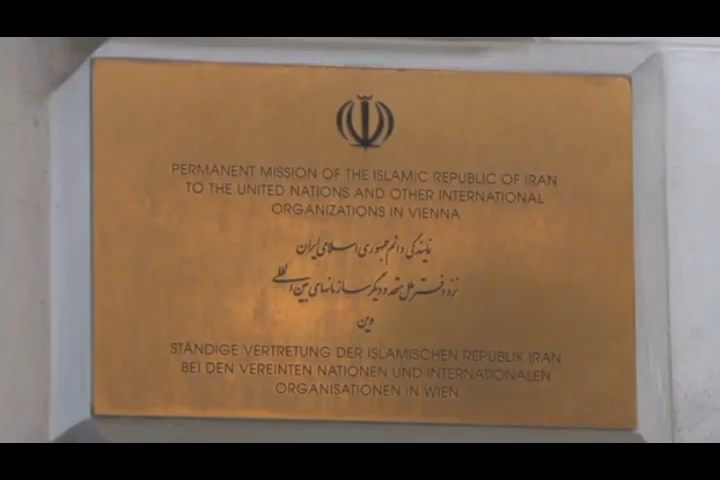 PERMANENT MISSION OF THE ISLAMIC REPUBLIC OF IRAN
TO THE UNITED NATIONS AND OTHER INTERNATIONAL
ORGANIZATIONS IN VIENNA
نمایندگی دائم جمهوری اسلامی ایران
نزد دفتر ملل متحد و دیگر سازمانهای بین المللی
وین
STÄNDIGE VERTRETUNG DER ISLAMISCHEN REPUBLIK IRAN
BEI DEN VEREINTEN NATIONEN UND INTERNATIONALEN
ORGANISATIONEN IN WIEN